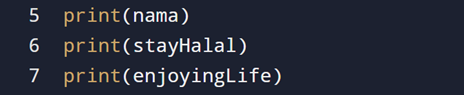 5 print(nama)
6 print(stayHalal)
7 print(enjoyingLife)